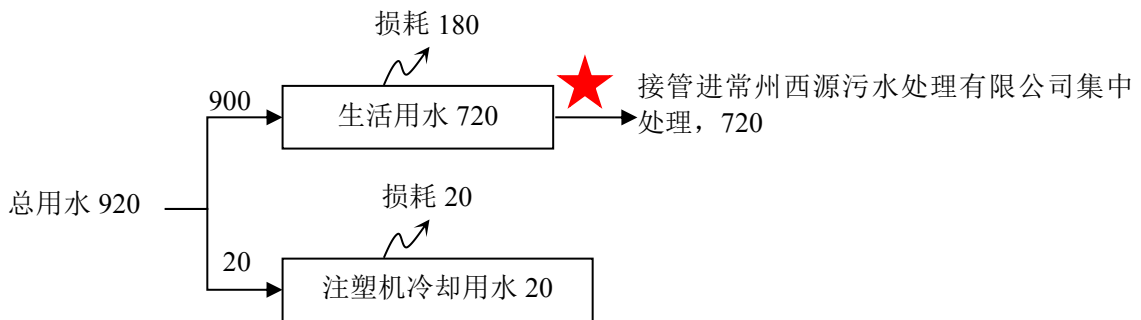 损耗 180
900
生活用水 720
接管进常州西源污水处理有限公司集中
处理，720
总用水 920
损耗 20
20
注塑机冷却用水 20